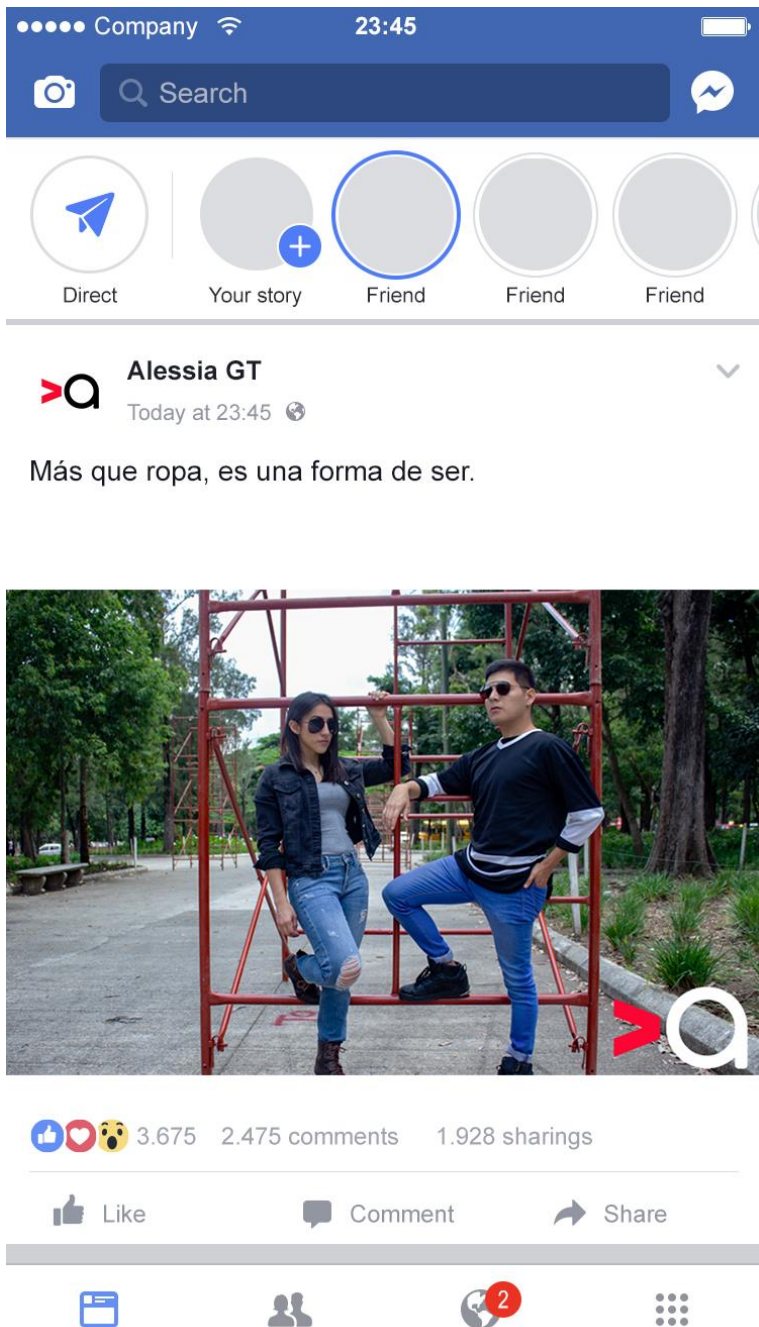 Company 23:45
Search
Direct Your story Friend Friend Friend
>a Alessia GT
Today at 23:45
Más que ropa, es una forma de ser.
>a
3.675 2.475 comments 1.928 sharings
Like Comment Share
2